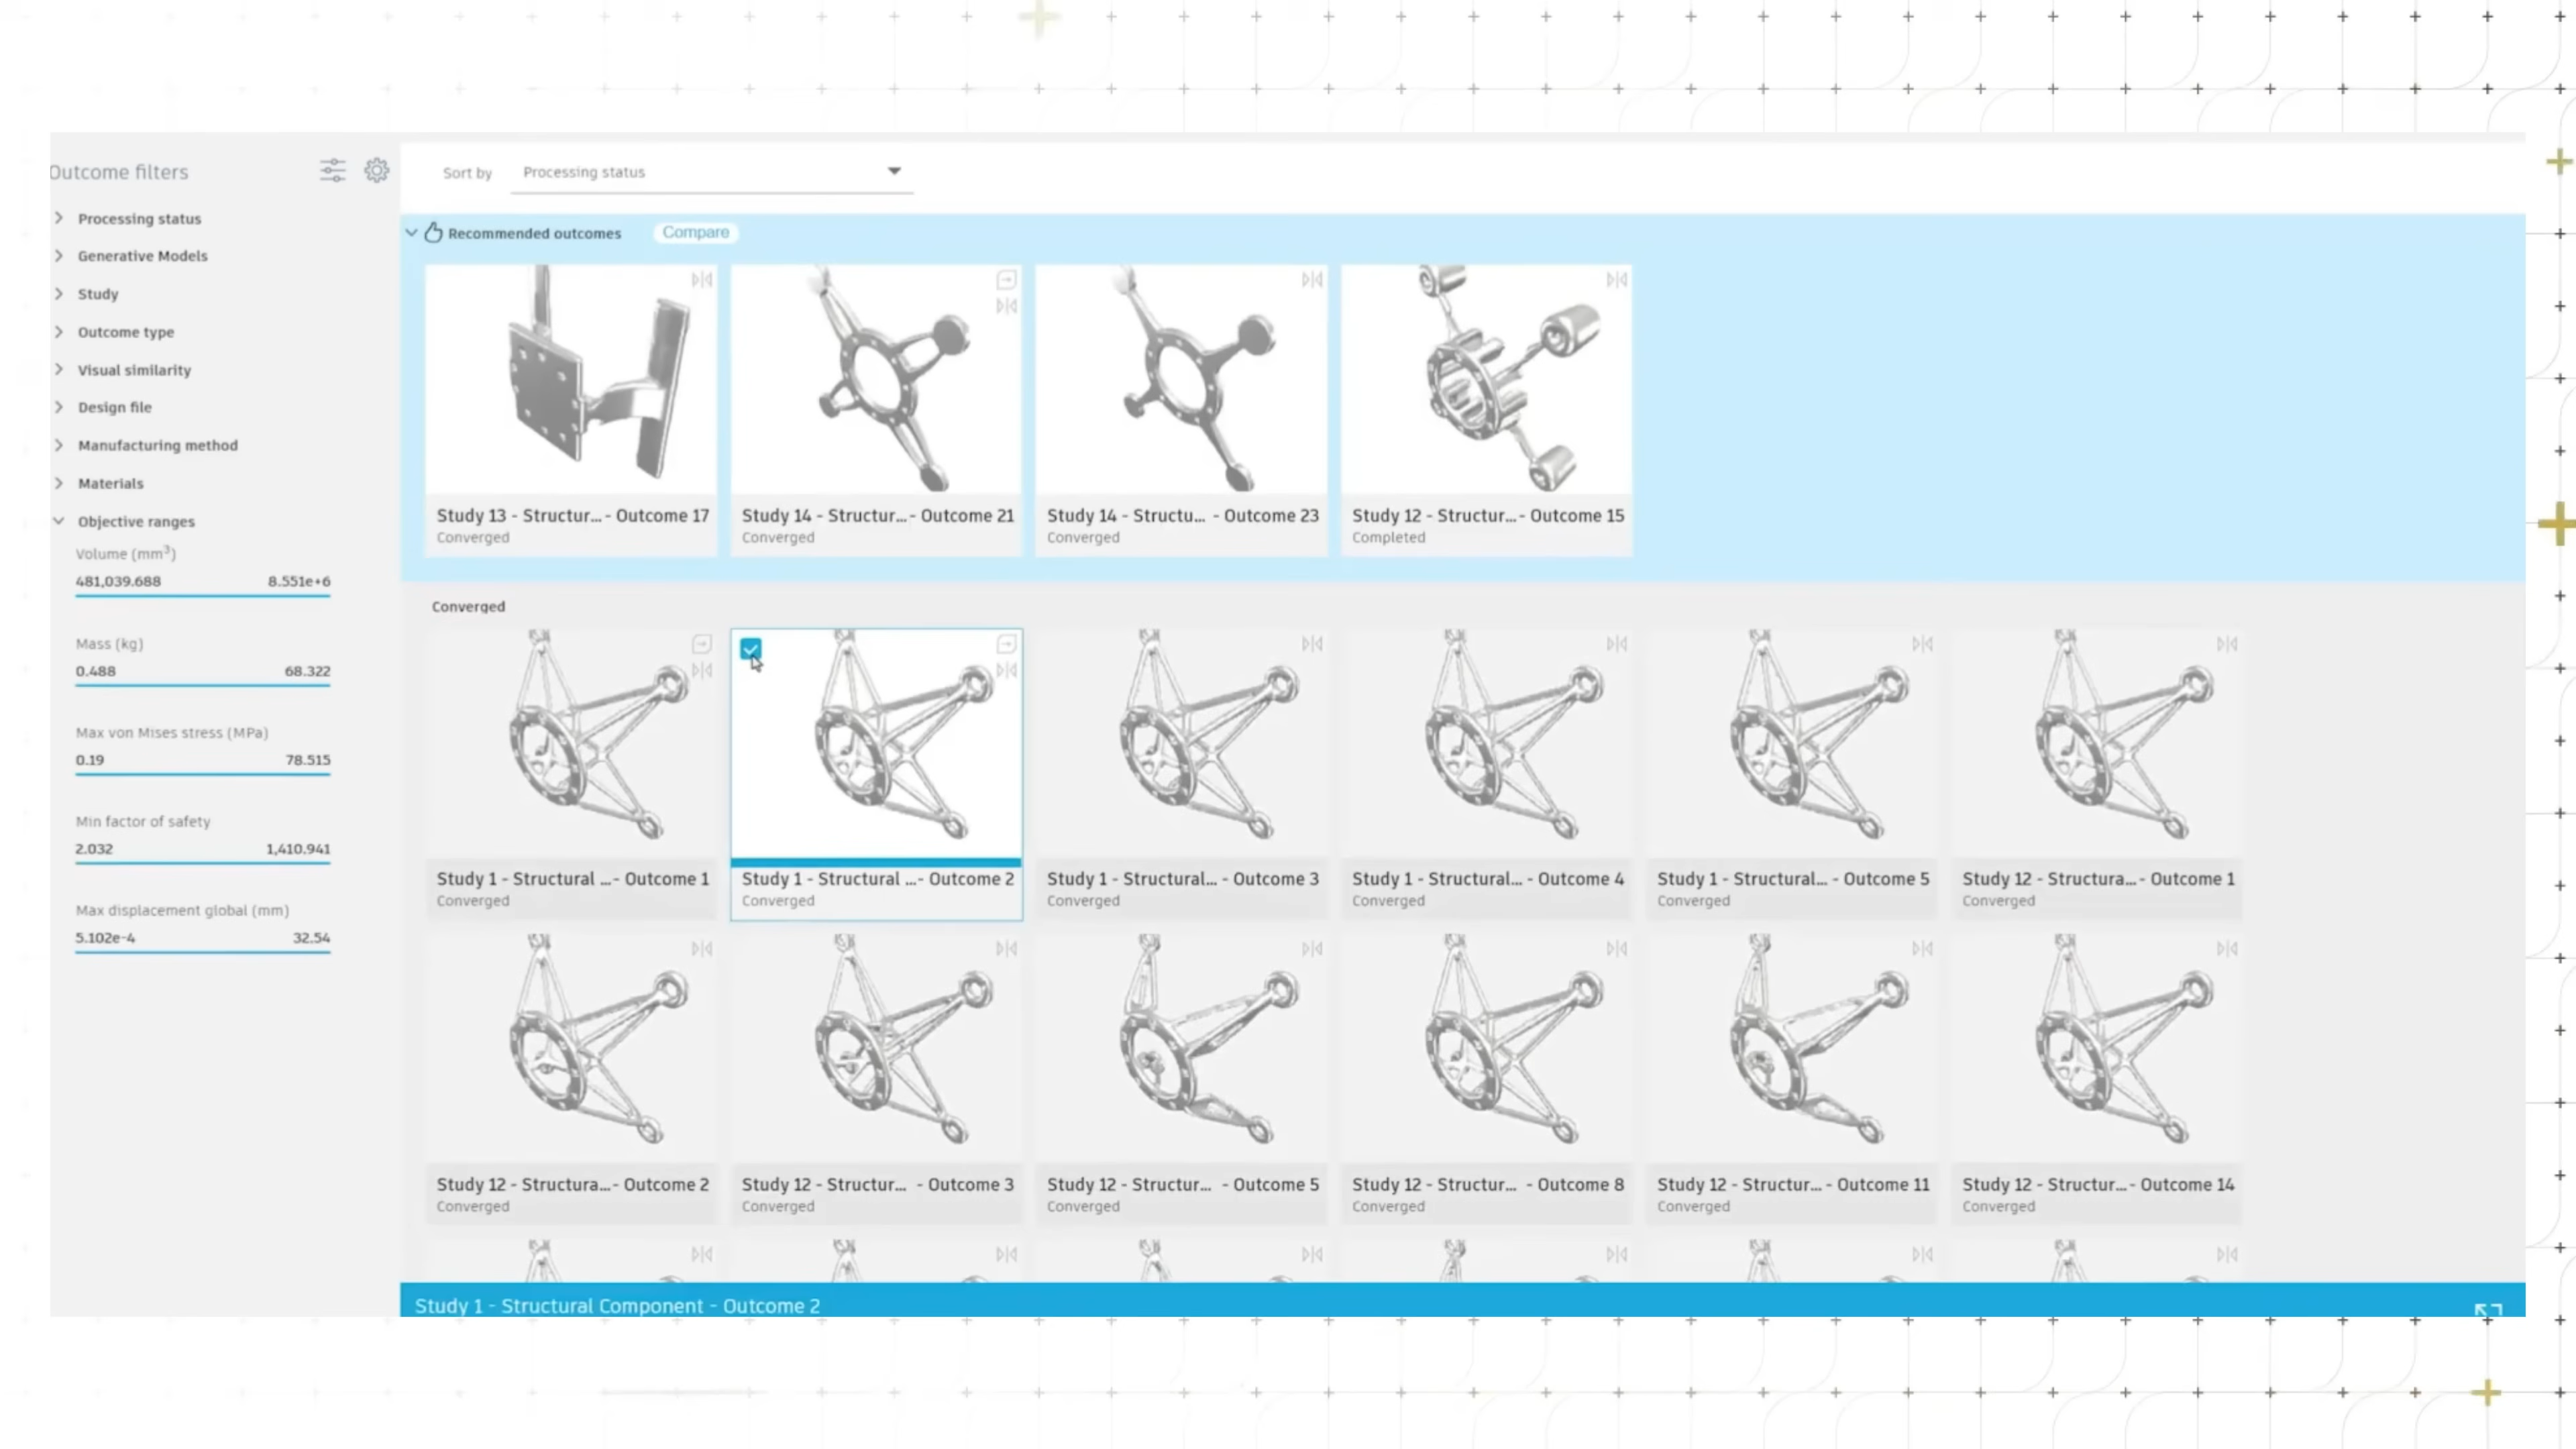 Outcome filters
Processing status
Generative Models
Study
Outcome type
Visual similarity
Design file
Manufacturing method
Materials
Objective ranges
Volume (mm³)
481,039.688 8.551e+6
Mass (kg)
0.488 68.322
Max von Mises stress (MPa)
0.19 78.515
Min factor of safety
2.032 1,410.941
Max displacement global (mm)
5.102e-4 32.54
Sort by Processing status
Recommended outcomes Compare
Study 13 - Structur... - Outcome 17
Converged
Study 14 - Structur... - Outcome 21
Converged
Study 14 - Structu... - Outcome 23
Converged
Study 12 - Structur... - Outcome 15
Completed
Converged
Study 1 - Structural ... - Outcome 1
Converged
Study 1 - Structural ... - Outcome 2
Converged
Study 1 - Structural... - Outcome 3
Converged
Study 1 - Structural... - Outcome 4
Converged
Study 1 - Structural... - Outcome 5
Converged
Study 12 - Structura... - Outcome 1
Converged
Study 12 - Structura... - Outcome 2
Converged
Study 12 - Structur... - Outcome 3
Converged
Study 12 - Structur... - Outcome 5
Converged
Study 12 - Structur... - Outcome 8
Converged
Study 12 - Structur... - Outcome 11
Converged
Study 12 - Structur... - Outcome 14
Converged
Study 1 - Structural Component - Outcome 2